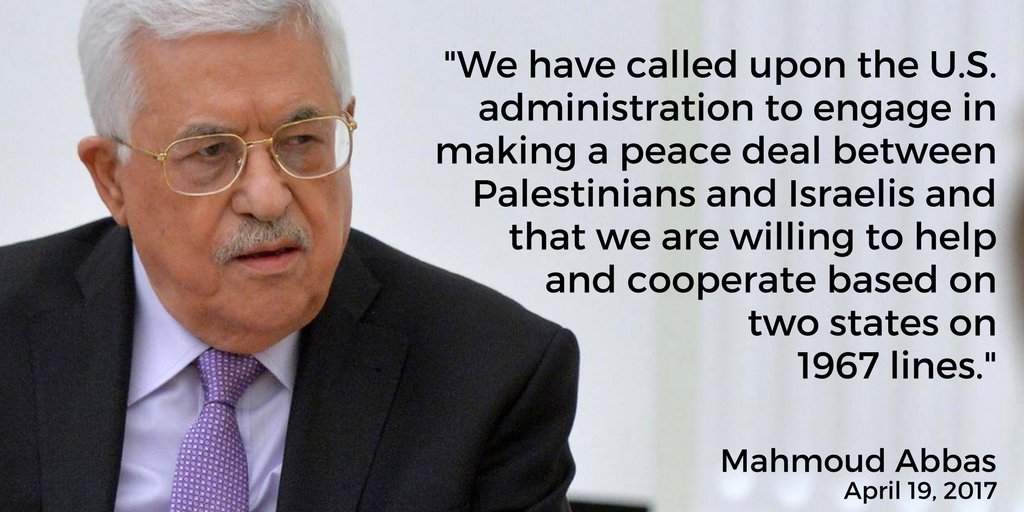 "We have called upon the U.S.
administration to engage in
making a peace deal between
Palestinians and Israelis and
that we are willing to help
and cooperate based on
two states on
1967 lines."
Mahmoud Abbas
April 19, 2017